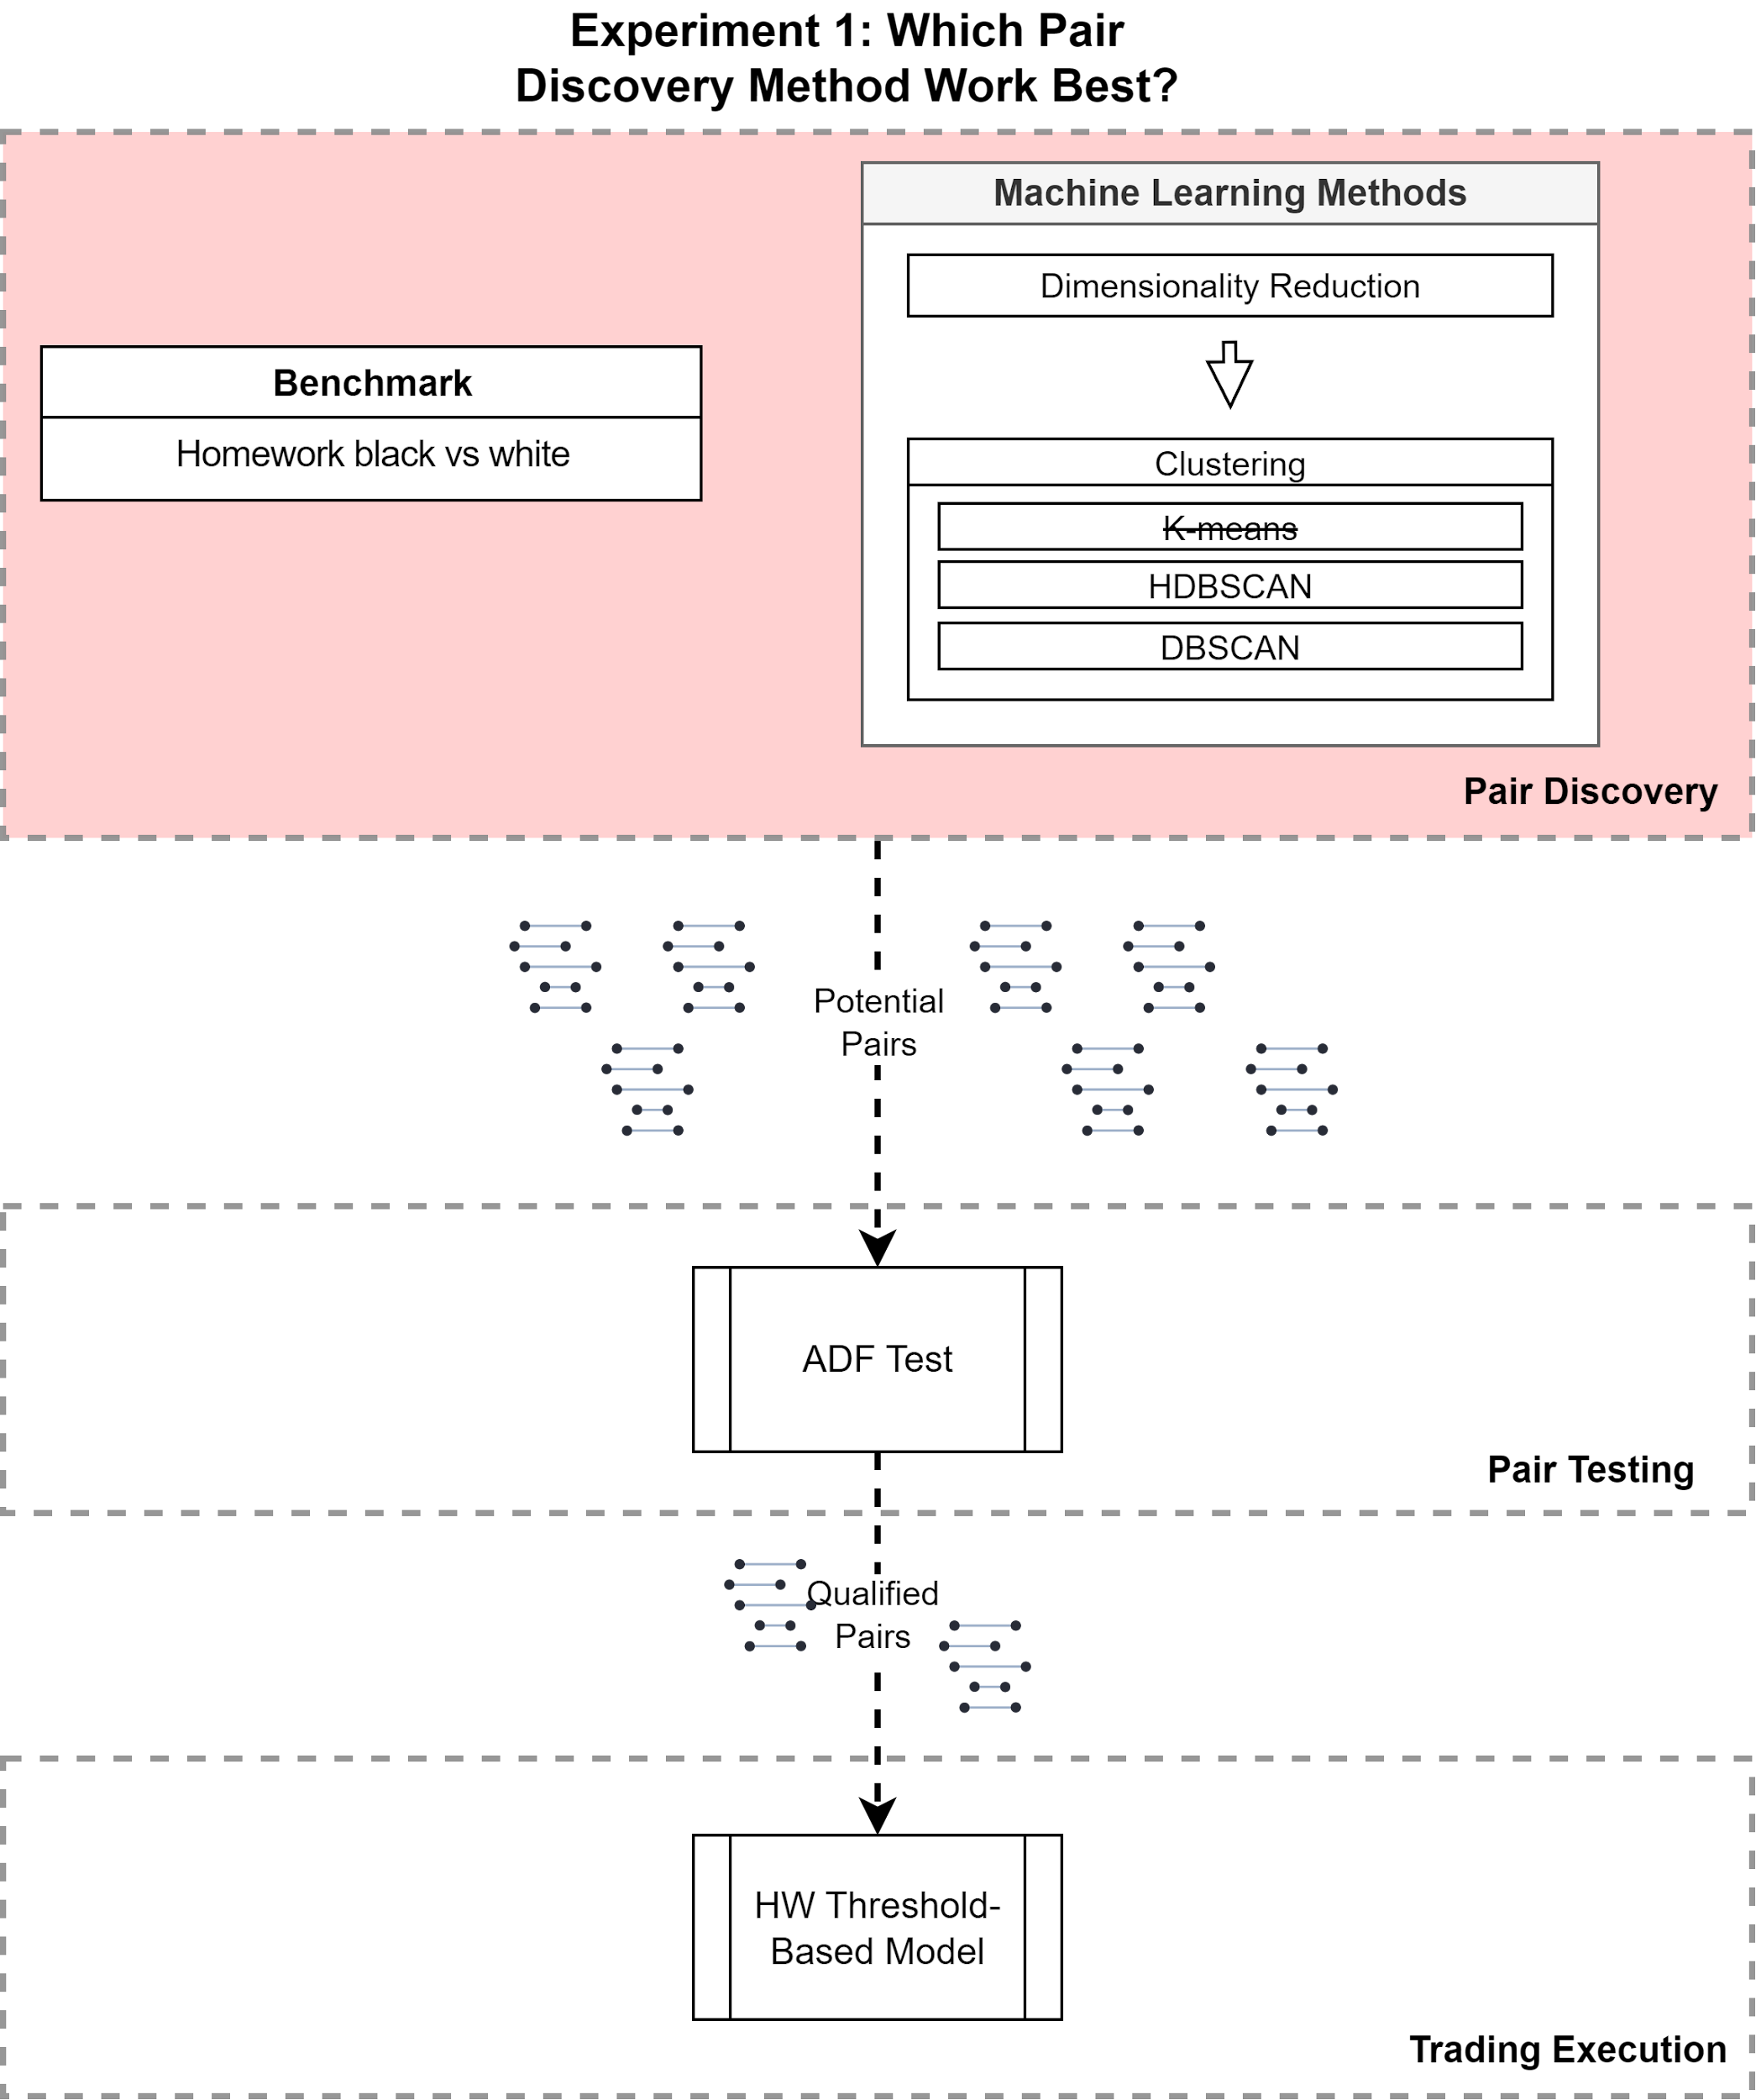 Experiment 1: Which Pair
Discovery Method Work Best?
Machine Learning Methods
Dimensionality Reduction
Benchmark
Homework black vs white
Clustering
K-means
HDBSCAN
DBSCAN
Pair Discovery
Potential
Pairs
ADF Test
Pair Testing
Qualified
Pairs
HW Threshold-
Based Model
Trading Execution